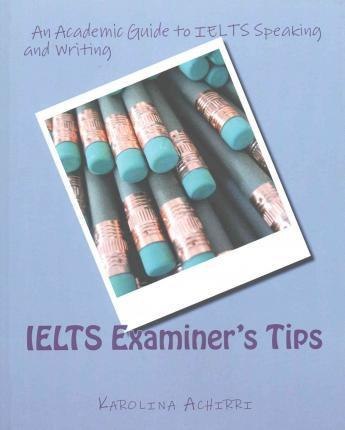 An Academic Guide to IELTS Speaking
and Writing
IELTS Examiner's Tips
Karolina Achirri